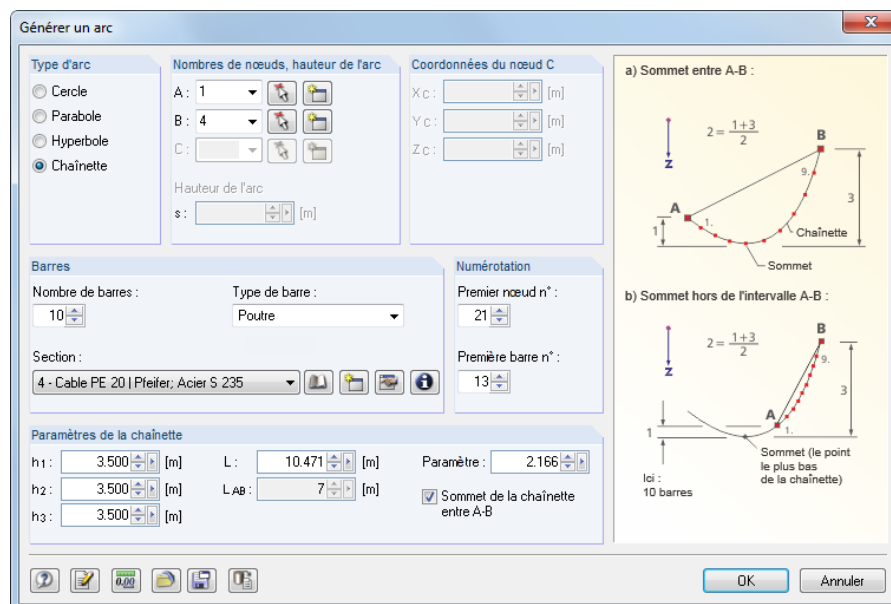 Générer un arc
Type d'arc
Cercle
Parabole
Hyperbole
Chaînette
Nombres de nœuds, hauteur de l'arc
A : 1
B : 4
C :
Hauteur de l'arc
s : [m]
Coordonnées du nœud C
X C : [m]
Y C : [m]
Z C : [m]
Barres
Nombre de barres :
10
Type de barre :
Poutre
Section :
4 - Cable PE 20 | Pfeifer; Acier S 235
Numérotation
Premier nœud n° :
21
Première barre n° :
13
Paramètres de la chaînette
h1 : 3.500 [m]
h2 : 3.500 [m]
h3 : 3.500 [m]
L : 10.471 [m]
L AB : 7 [m]
Paramètre : 2.166
Sommet de la chaînette
entre A-B
a) Sommet entre A-B :
2 = (1+3)/2
B
z
9.
A
1.
3
1
Chaînette
Sommet
b) Sommet hors de l'intervalle A-B :
2 = (1+3)/2
B
z
9.
3
A
1
1.
Sommet (le point
le plus bas
de la chaînette)
Ici :
10 barres
0.00
OK
Annuler